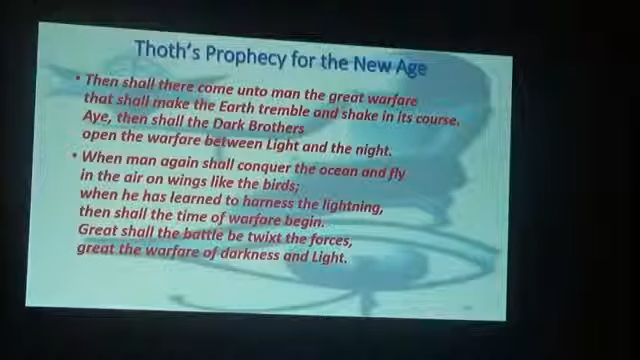 Thoth's Prophecy for the New Age
• Then shall there come unto man the great warfare
that shall make the Earth tremble and shake in its course.
Aye, then shall the Dark Brothers
open the warfare between Light and the night.
• When man again shall conquer the ocean and fly
in the air on wings like the birds;
when he has learned to harness the lightning,
then shall the time of warfare begin.
Great shall the battle be twixt the forces,
great the warfare of darkness and Light.